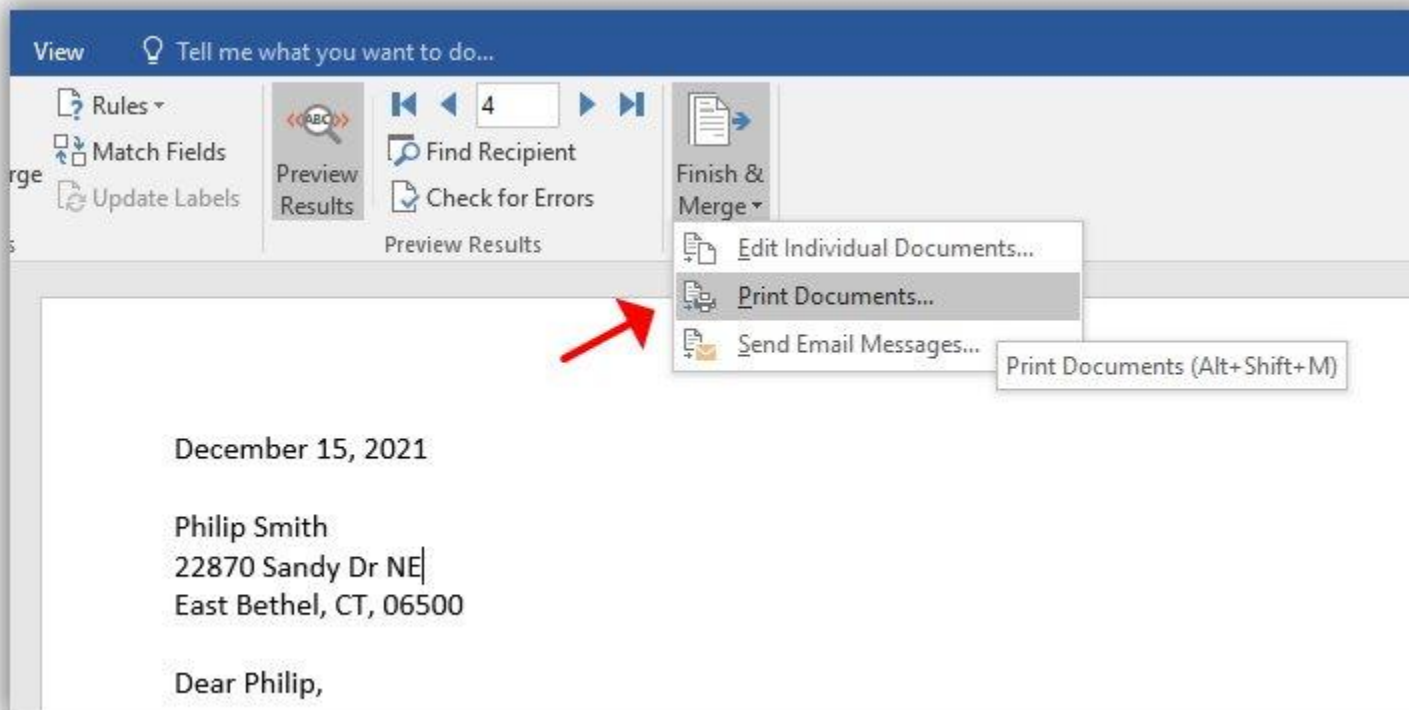 View
Tell me what you want to do...
Rules
Match Fields
rge
Update Labels
s
«ABC»
Preview
Results
4
Find Recipient
Check for Errors
Preview Results
Finish &
Merge
Edit Individual Documents...
Print Documents...
Send Email Messages...
Print Documents (Alt+Shift+M)
December 15, 2021
Philip Smith
22870 Sandy Dr NE
East Bethel, CT, 06500
Dear Philip,